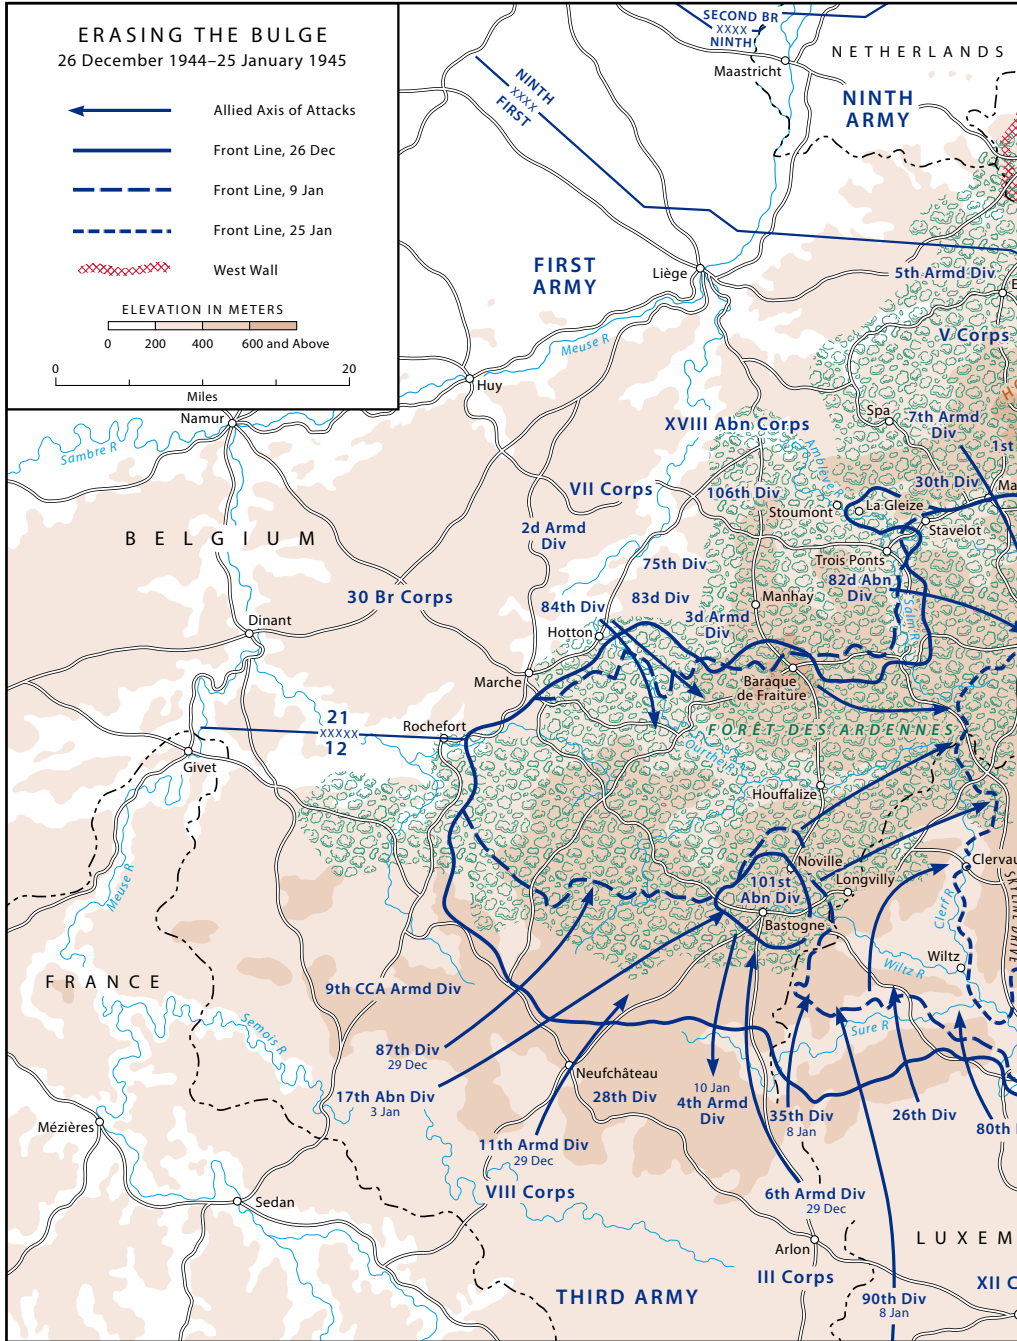 ERASING THE BULGE
26 December 1944–25 January 1945
Allied Axis of Attacks
Front Line, 26 Dec
Front Line, 9 Jan
Front Line, 25 Jan
West Wall
ELEVATION IN METERS
0 200 400 600 and Above
0 20
Miles
SECOND BR
XXXX
NINTH
NETHERLANDS
Maastricht
NINTH
XXXX
FIRST
NINTH
ARMY
FIRST
ARMY
Liège
5th Armd Div
V Corps
Meuse R
Huy
Namur
Sambre R
Spa
7th Armd
Div
1st
XVIII Abn Corps
Amblève R
30th Div
VII Corps
106th Div
Stoumont
La Gleize
Stavelot
BELGIUM
2d Armd
Div
Trois Ponts
75th Div
82d Abn
Div
30 Br Corps
84th Div
83d Div
Manhay
3d Armd
Div
Salm R
Dinant
Hotton
Marche
Baraque
de Fraiture
21
XXXXX
12
Rochefort
FORET DES ARDENNES
Givet
Ourthe R
Houffalize
Meuse R
Noville
Longvilly
101st
Abn Div
Bastogne
Clerf R
Wiltz
Wiltz R
SKYLINE DRIVE
FRANCE
9th CCA Armd Div
Semois R
Sure R
87th Div
29 Dec
17th Abn Div
3 Jan
Neufchâteau
28th Div
10 Jan
4th Armd
Div
35th Div
8 Jan
26th Div
80th
Mézières
11th Armd Div
29 Dec
VIII Corps
6th Armd Div
29 Dec
Sedan
Arlon
III Corps
THIRD ARMY
90th Div
8 Jan